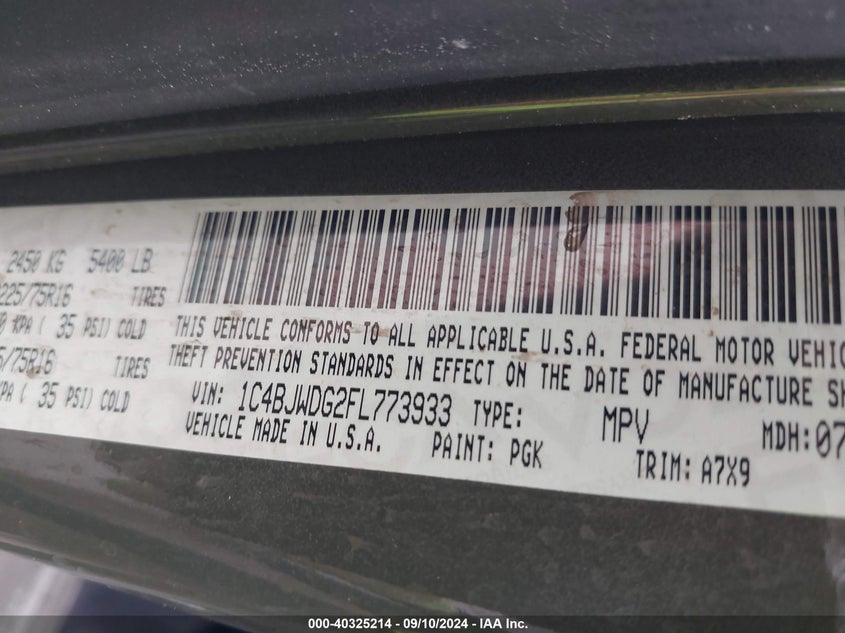 2450 KG 5400 LB
225/75R16 TIRES
KPA ( 35 PSI) COLD
/75R16 TIRES
KPA ( 35 PSI) COLD
THIS VEHICLE CONFORMS TO ALL APPLICABLE U.S.A. FEDERAL MOTOR VEHIC
THEFT PREVENTION STANDARDS IN EFFECT ON THE DATE OF MANUFACTURE SH
VIN: 1C4BJWDG2FL773933 TYPE: MPV MDH:07
VEHICLE MADE IN U.S.A. PAINT: PGK TRIM: A7X9
000-40325214 - 09/10/2024 - IAA Inc.